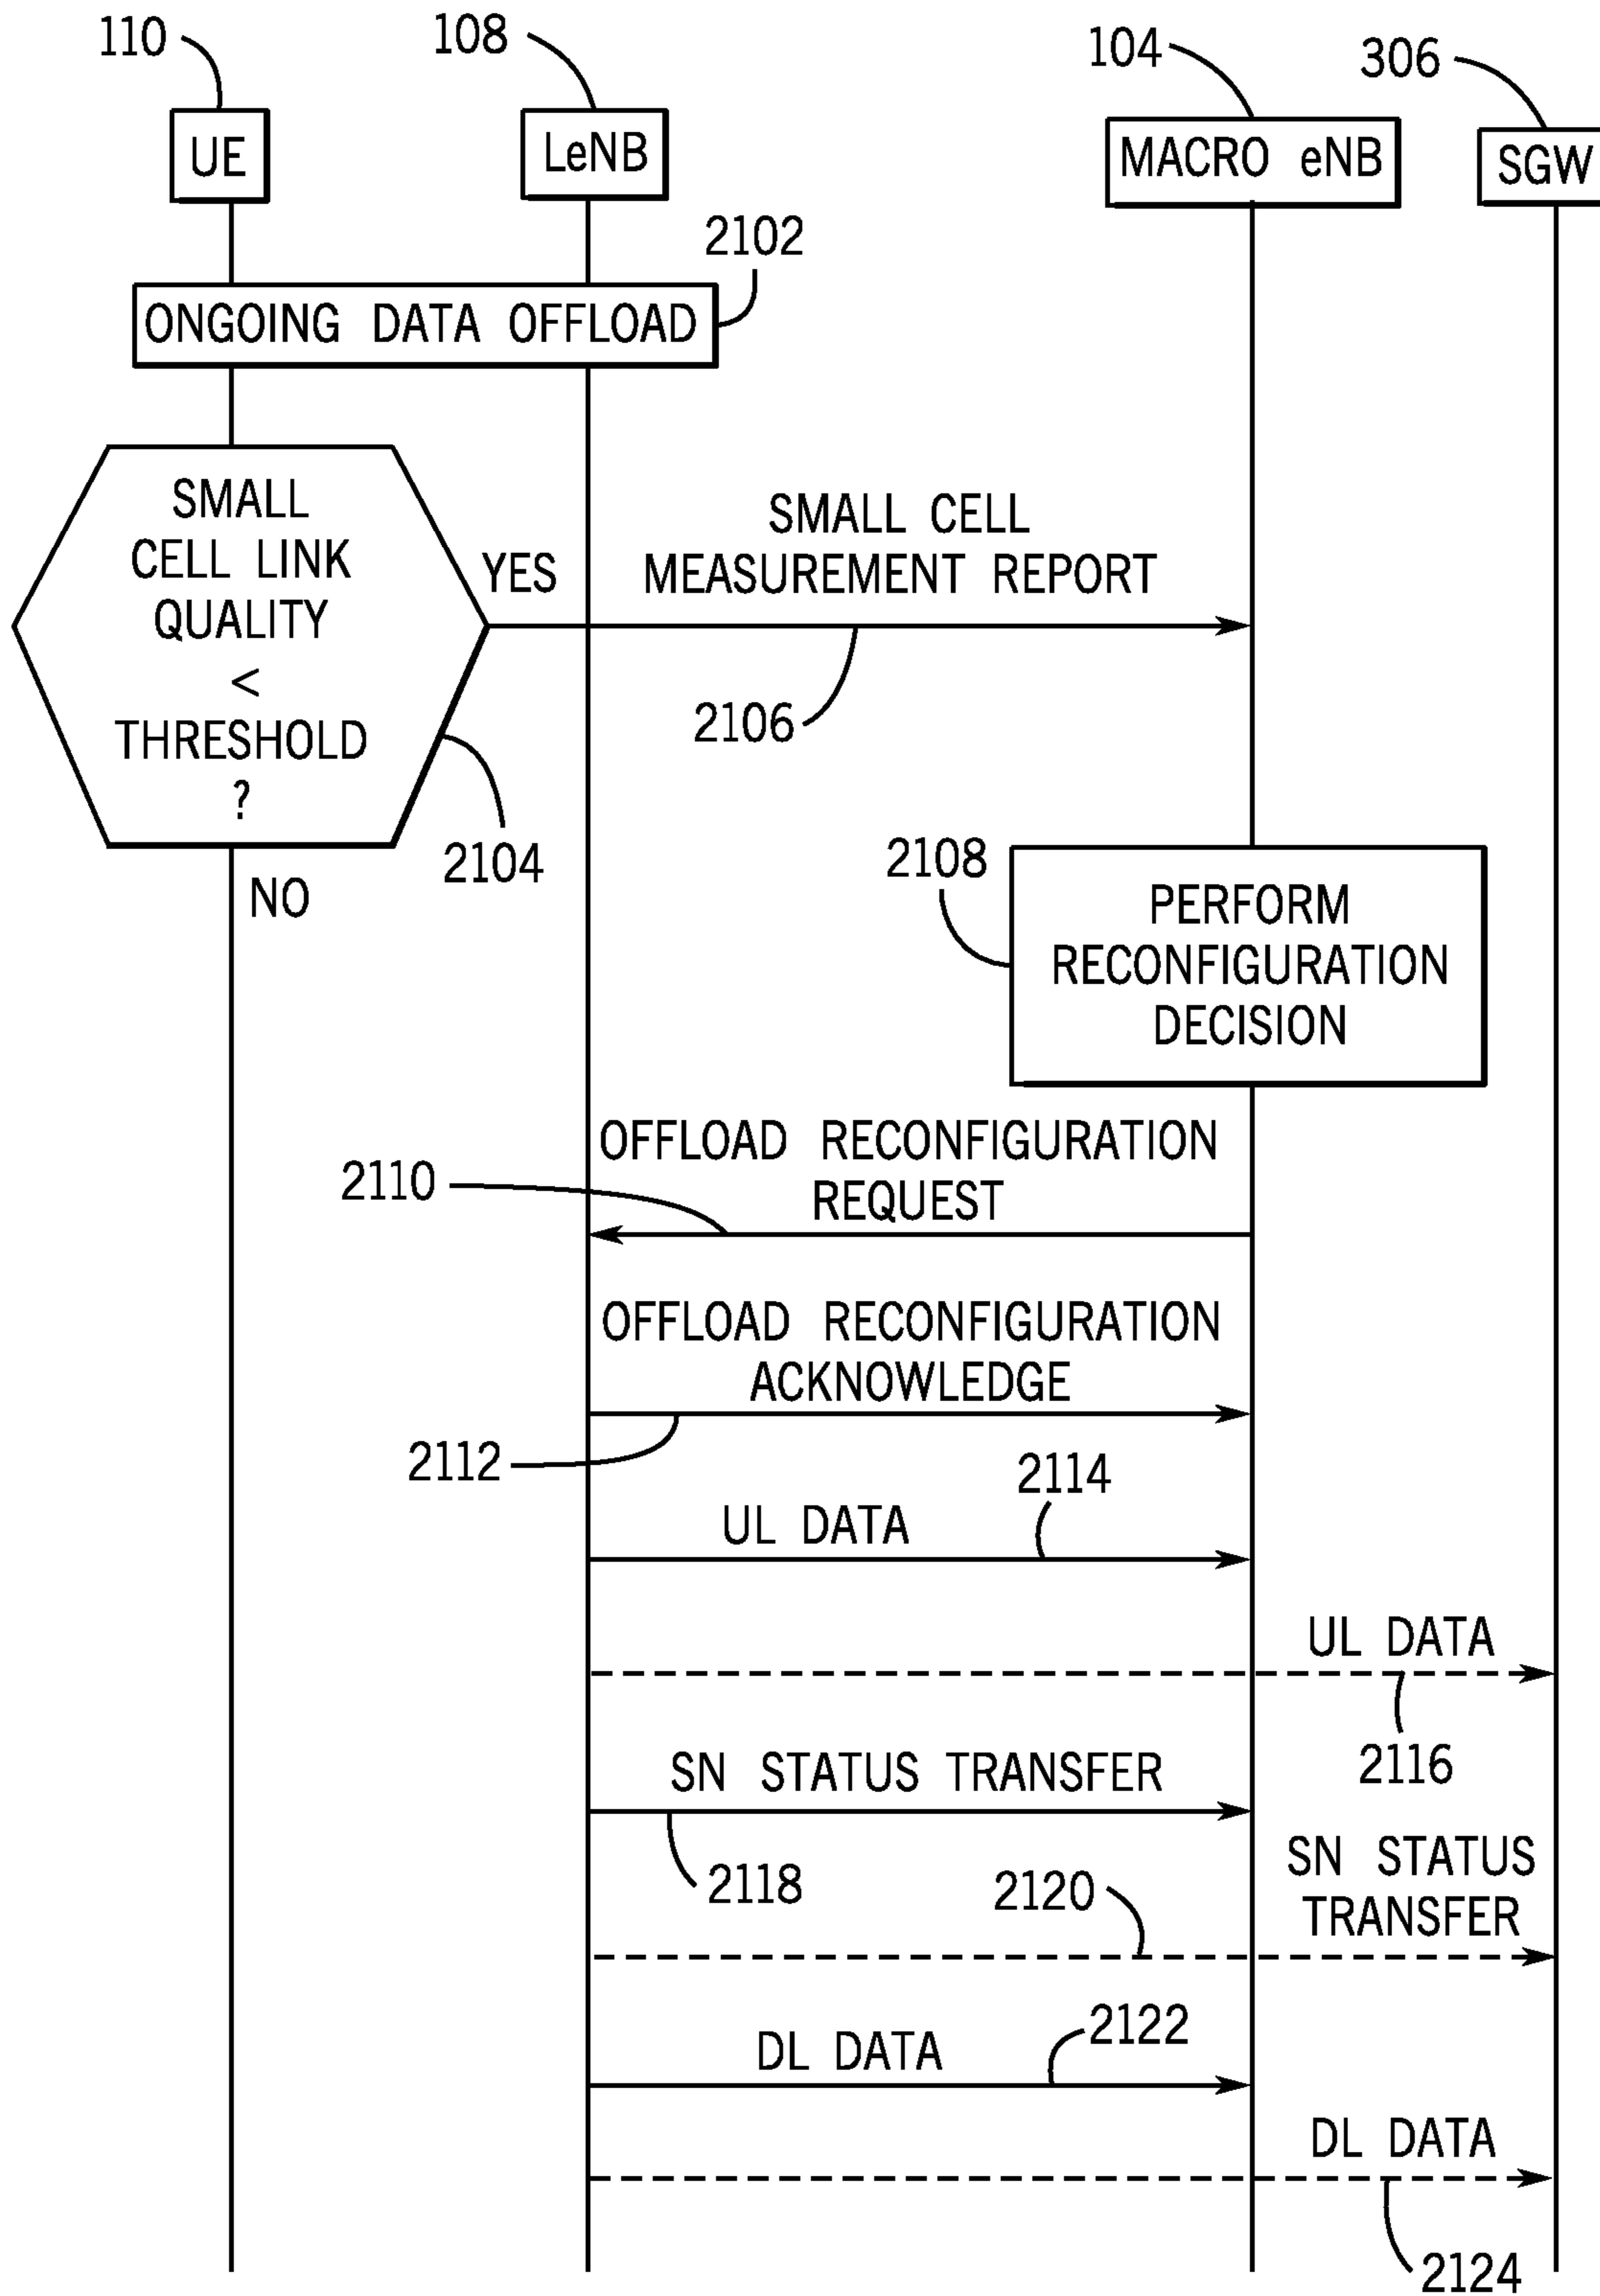 110
108
104
306
UE
LeNB
MACRO eNB
SGW
2102
ONGOING DATA OFFLOAD
SMALL
CELL LINK
QUALITY
<
THRESHOLD
?
YES
SMALL CELL
MEASUREMENT REPORT
2106
2104
NO
2108
PERFORM
RECONFIGURATION
DECISION
OFFLOAD RECONFIGURATION
REQUEST
2110
OFFLOAD RECONFIGURATION
ACKNOWLEDGE
2112
2114
UL DATA
UL DATA
2116
SN STATUS TRANSFER
2118
SN STATUS
TRANSFER
2120
2122
DL DATA
DL DATA
2124